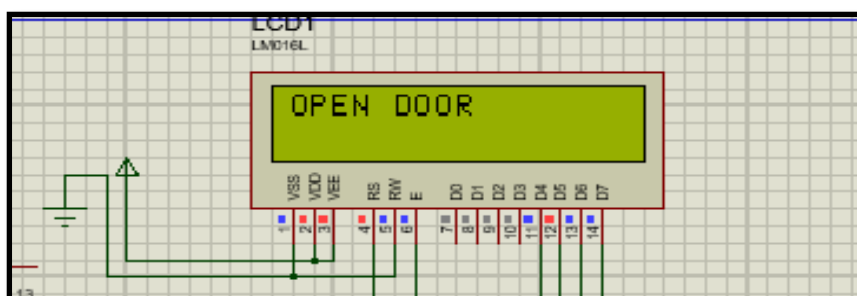 LCD1
LM016L
OPEN DOOR
VSS VDD VEE RS RW E D0 D1 D2 D3 D4 D5 D6 D7
1 2 3 4 5 6 7 8 9 10 11 12 13 14
13